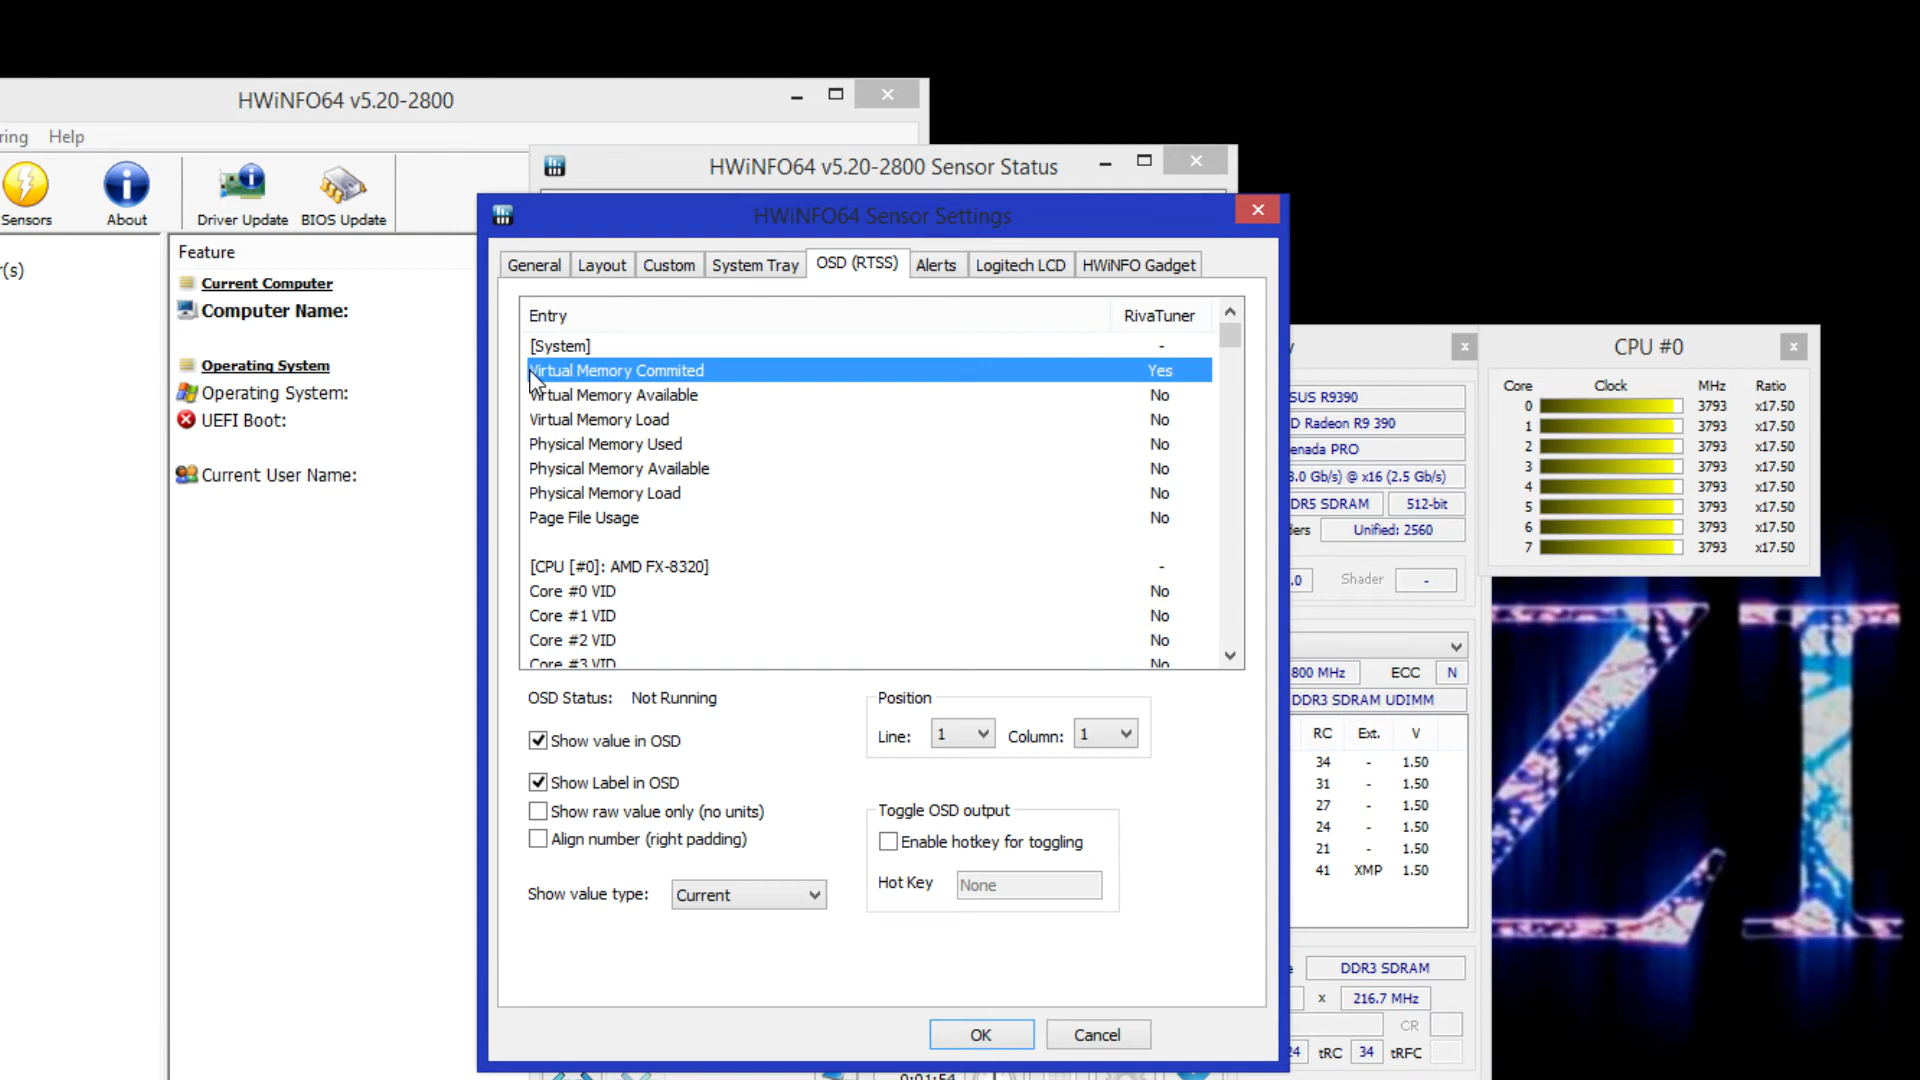 HWiNFO64 v5.20-2800
Help
Sensors
About
Driver Update
BIOS Update
Feature
Current Computer
Computer Name:
Operating System
Operating System:
UEFI Boot:
Current User Name:
HWiNFO64 v5.20-2800 Sensor Status
HWiNFO64 Sensor Settings
General Layout Custom System Tray OSD (RTSS) Alerts Logitech LCD HWiNFO Gadget
Entry RivaTuner
[System] -
Virtual Memory Commited Yes
Virtual Memory Available No
Virtual Memory Load No
Physical Memory Used No
Physical Memory Available No
Physical Memory Load No
Page File Usage No
[CPU [#0]: AMD FX-8320] -
Core #0 VID No
Core #1 VID No
Core #2 VID No
Core #3 VID No
OSD Status: Not Running
Show value in OSD
Show Label in OSD
Show raw value only (no units)
Align number (right padding)
Show value type: Current
Position
Line: 1 Column: 1
Toggle OSD output
Enable hotkey for toggling
Hot Key None
OK Cancel
0:01:54
R9390
Radeon R9 390
PRO
Gb/s) @ x16 (2.5 Gb/s)
SDRAM 512-bit
Unified: 2560
Shader -
MHz ECC N
DDR3 SDRAM UDIMM
RC Ext. V
34 - 1.50
31 - 1.50
27 - 1.50
24 - 1.50
21 - 1.50
41 XMP 1.50
DDR3 SDRAM
x 216.7 MHz
CR
24 tRC 34 tRFC
CPU #0
Core Clock MHz Ratio
0 3793 x17.50
1 3793 x17.50
2 3793 x17.50
3 3793 x17.50
4 3793 x17.50
5 3793 x17.50
6 3793 x17.50
7 3793 x17.50